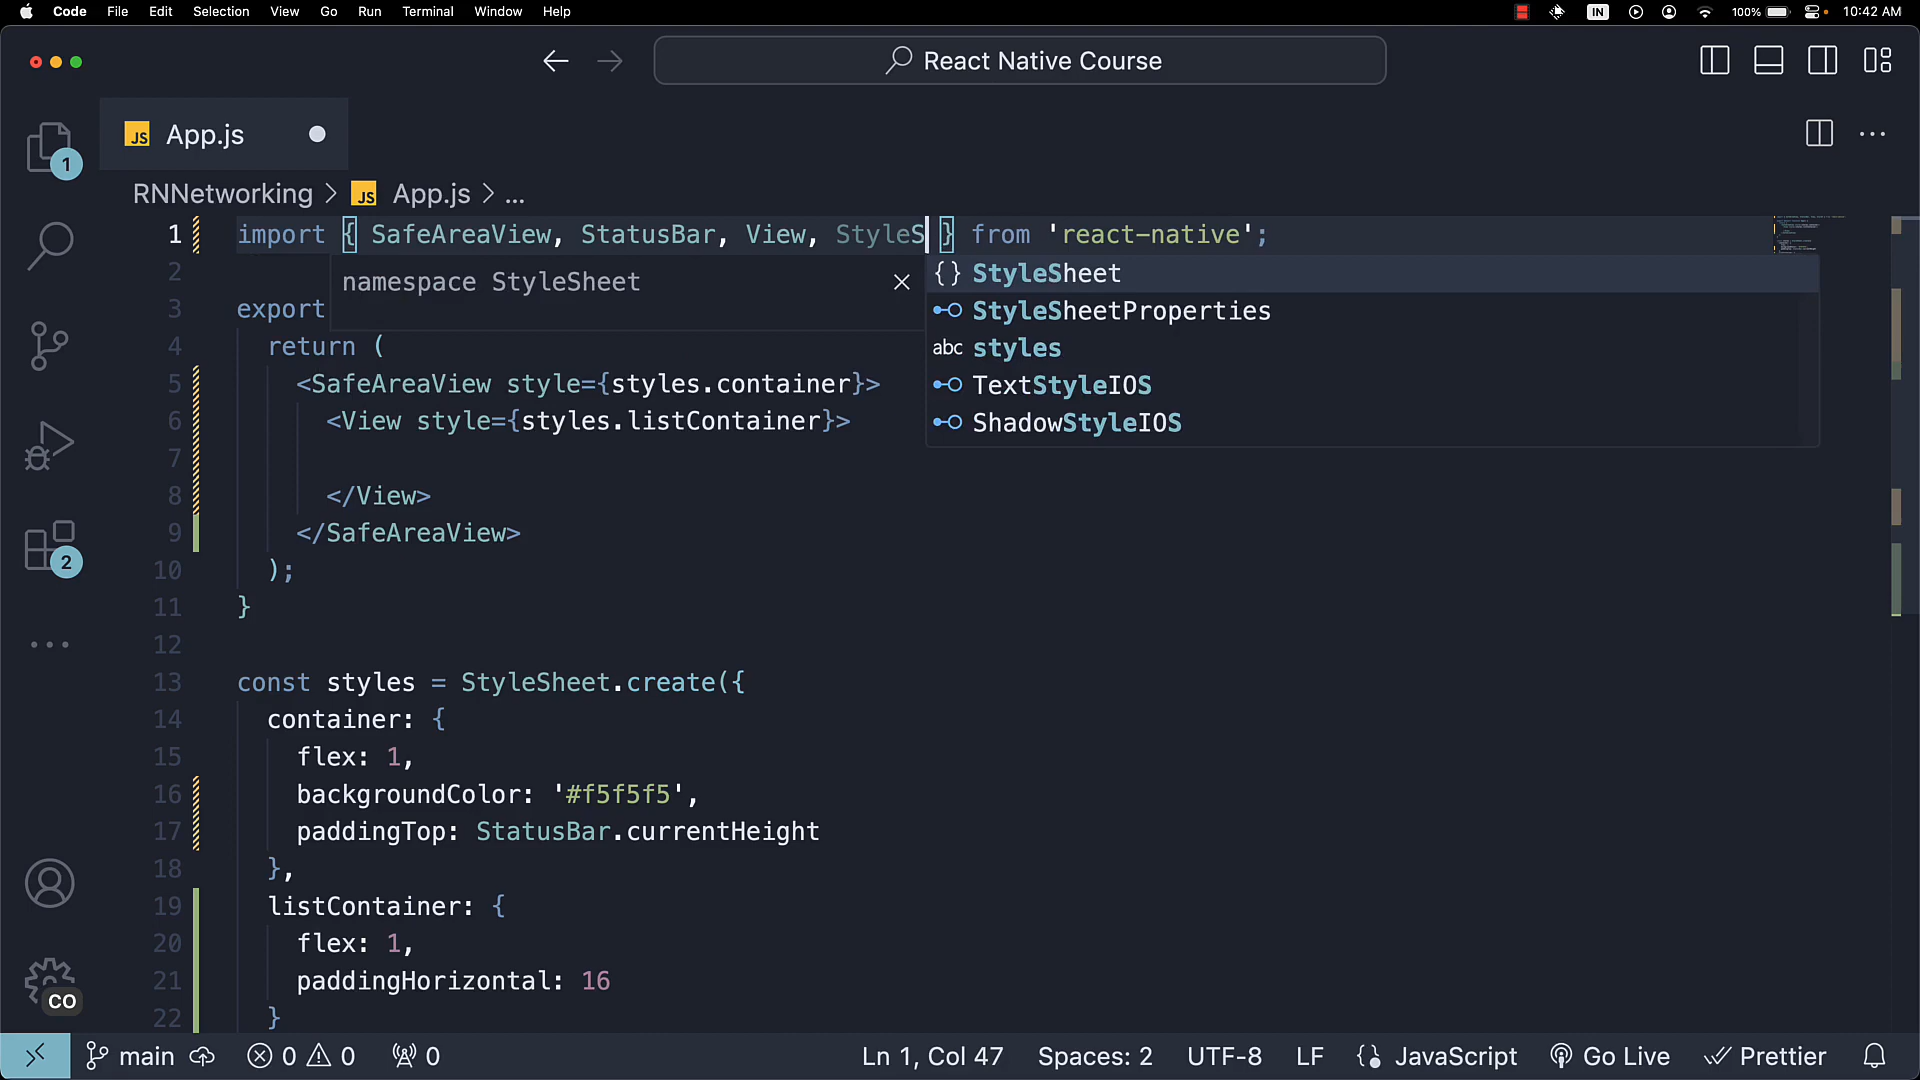 Code File Edit Selection View Go Run Terminal Window Help IN 100% 10:42 AM
React Native Course
JS App.js
1
RNNetworking > JS App.js > ...
1 import { SafeAreaView, StatusBar, View, StyleS } from 'react-native';
2
namespace StyleSheet
{} StyleSheet
StyleSheetProperties
abc styles
TextStyleIOS
ShadowStyleIOS
3 export
4 return (
5 <SafeAreaView style={styles.container}>
6 <View style={styles.listContainer}>
7
8 </View>
9 </SafeAreaView>
10 );
11 }
12
13 const styles = StyleSheet.create({
14 container: {
15 flex: 1,
16 backgroundColor: '#f5f5f5',
17 paddingTop: StatusBar.currentHeight
18 },
19 listContainer: {
20 flex: 1,
21 paddingHorizontal: 16
22 }
2
CO
main 0 0 0 Ln 1, Col 47 Spaces: 2 UTF-8 LF JavaScript Go Live Prettier